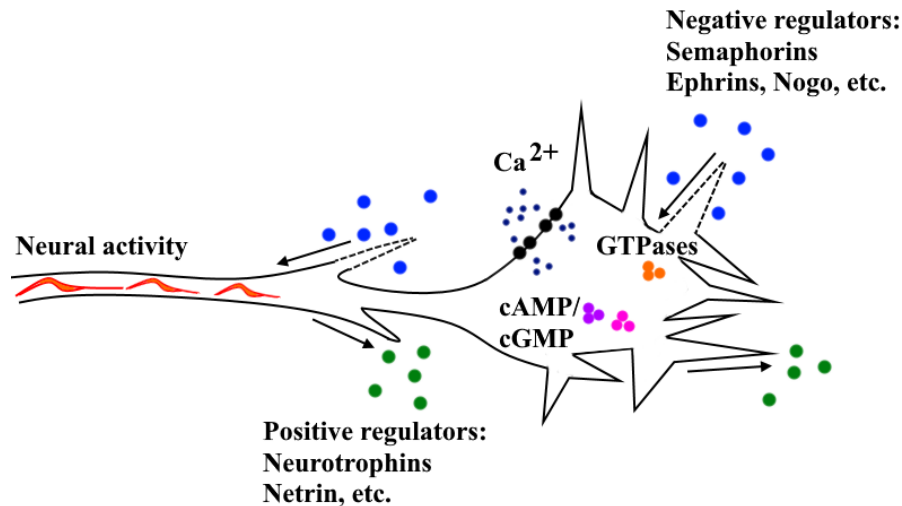 Negative regulators:
Semaphorins
Ephrins, Nogo, etc.
Ca2+
Neural activity
GTPases
cAMP/
cGMP
Positive regulators:
Neurotrophins
Netrin, etc.